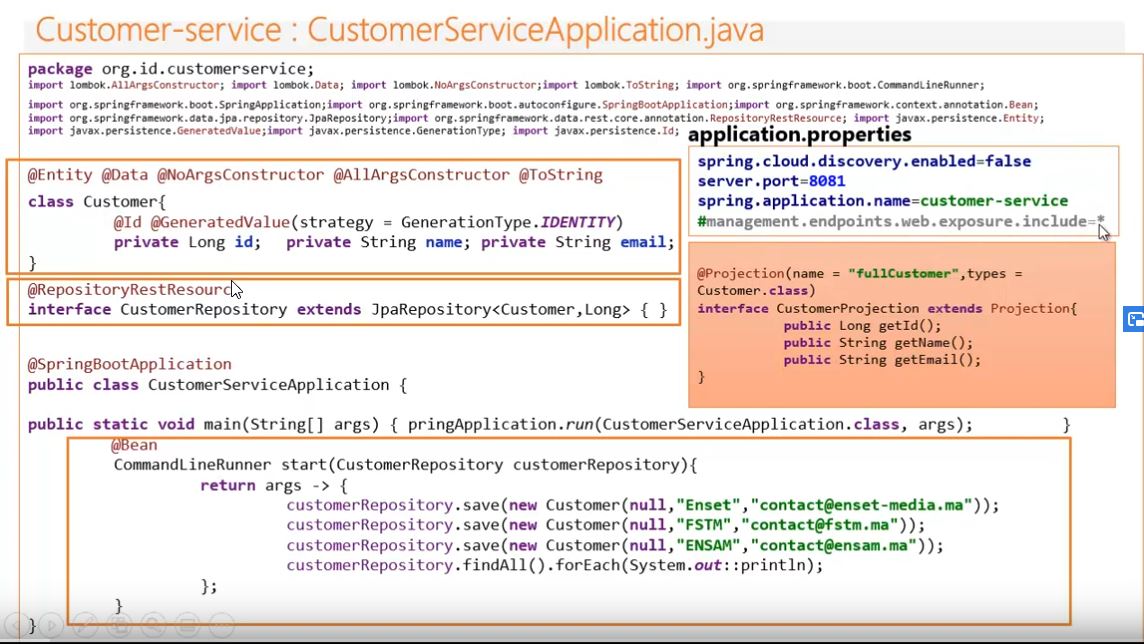 Customer-service : CustomerServiceApplication.java
package org.id.customerservice;
import lombok.AllArgsConstructor; import lombok.Data; import lombok.NoArgsConstructor;import lombok.ToString; import org.springframework.boot.CommandLineRunner;
import org.springframework.boot.SpringApplication;import org.springframework.boot.autoconfigure.SpringBootApplication;import org.springframework.context.annotation.Bean;
import org.springframework.data.jpa.repository.JpaRepository;import org.springframework.data.rest.core.annotation.RepositoryRestResource; import javax.persistence.Entity;
import javax.persistence.GeneratedValue;import javax.persistence.GenerationType; import javax.persistence.Id;
@Entity @Data @NoArgsConstructor @AllArgsConstructor @ToString
class Customer{
@Id @GeneratedValue(strategy = GenerationType.IDENTITY)
private Long id; private String name; private String email;
}
@RepositoryRestResource
interface CustomerRepository extends JpaRepository<Customer,Long> { }
@SpringBootApplication
public class CustomerServiceApplication {
public static void main(String[] args) { pringApplication.run(CustomerServiceApplication.class, args); }
@Bean
CommandLineRunner start(CustomerRepository customerRepository){
return args -> {
customerRepository.save(new Customer(null,"Enset","contact@enset-media.ma"));
customerRepository.save(new Customer(null,"FSTM","contact@fstm.ma"));
customerRepository.save(new Customer(null,"ENSAM","contact@ensam.ma"));
customerRepository.findAll().forEach(System.out::println);
};
}
}
application.properties
spring.cloud.discovery.enabled=false
server.port=8081
spring.application.name=customer-service
#management.endpoints.web.exposure.include=*
@Projection(name = "fullCustomer",types =
Customer.class)
interface CustomerProjection extends Projection{
public Long getId();
public String getName();
public String getEmail();
}